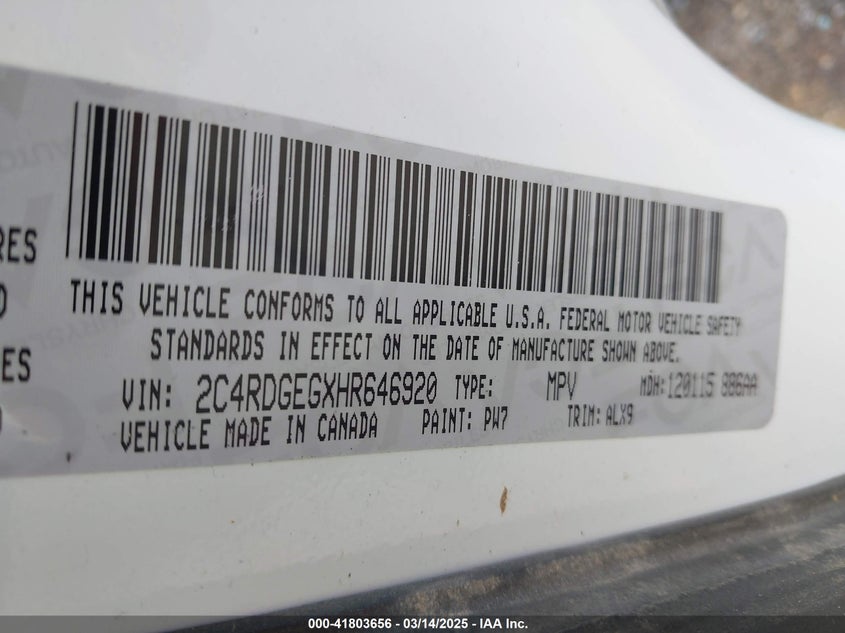 RES
THIS VEHICLE CONFORMS TO ALL APPLICABLE U.S.A. FEDERAL MOTOR VEHICLE SAFETY
STANDARDS IN EFFECT ON THE DATE OF MANUFACTURE SHOWN ABOVE.
ES
VIN: 2C4RDGEGXHR646920 TYPE: MPV MDH:120115 886AA
VEHICLE MADE IN CANADA PAINT: PW7 TRIM: ALX9
000-41803656 - 03/14/2025 - IAA Inc.